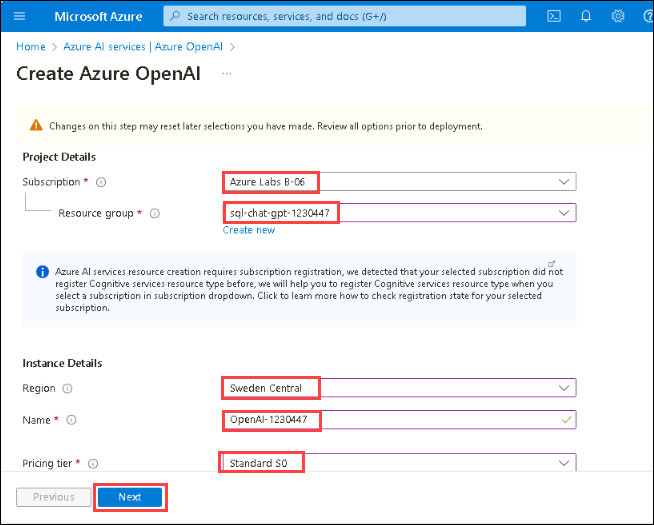 Microsoft Azure
Search resources, services, and docs (G+/)
Home > Azure AI services | Azure OpenAI >
Create Azure OpenAI ...
Changes on this step may reset later selections you have made. Review all options prior to deployment.
Project Details
Subscription *
Azure Labs B-06
Resource group *
sql-chat-gpt-1230447
Create new
Azure AI services resource creation requires subscription registration, we detected that your selected subscription did not
register Cognitive services resource type before, we will help you to register Cognitive services resource type when you
select a subscription in subscription dropdown. Click to learn more how to check registration state for your selected
subscription.
Instance Details
Region
Sweden Central
Name *
OpenAI-1230447
Pricing tier *
Standard S0
Previous
Next